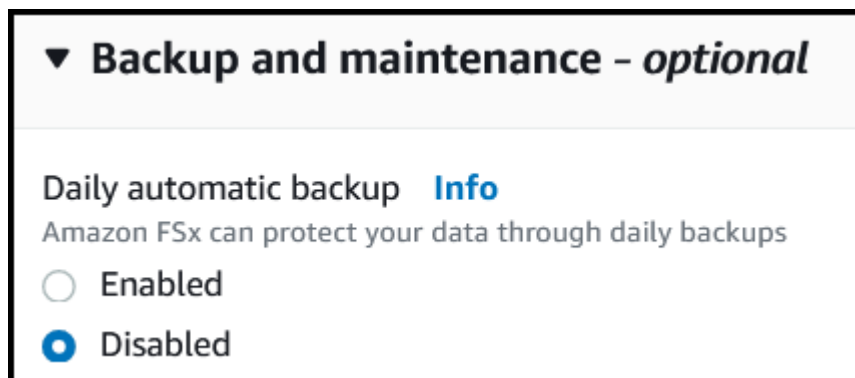 Backup and maintenance - optional
Daily automatic backup Info
Amazon FSx can protect your data through daily backups
Enabled
Disabled